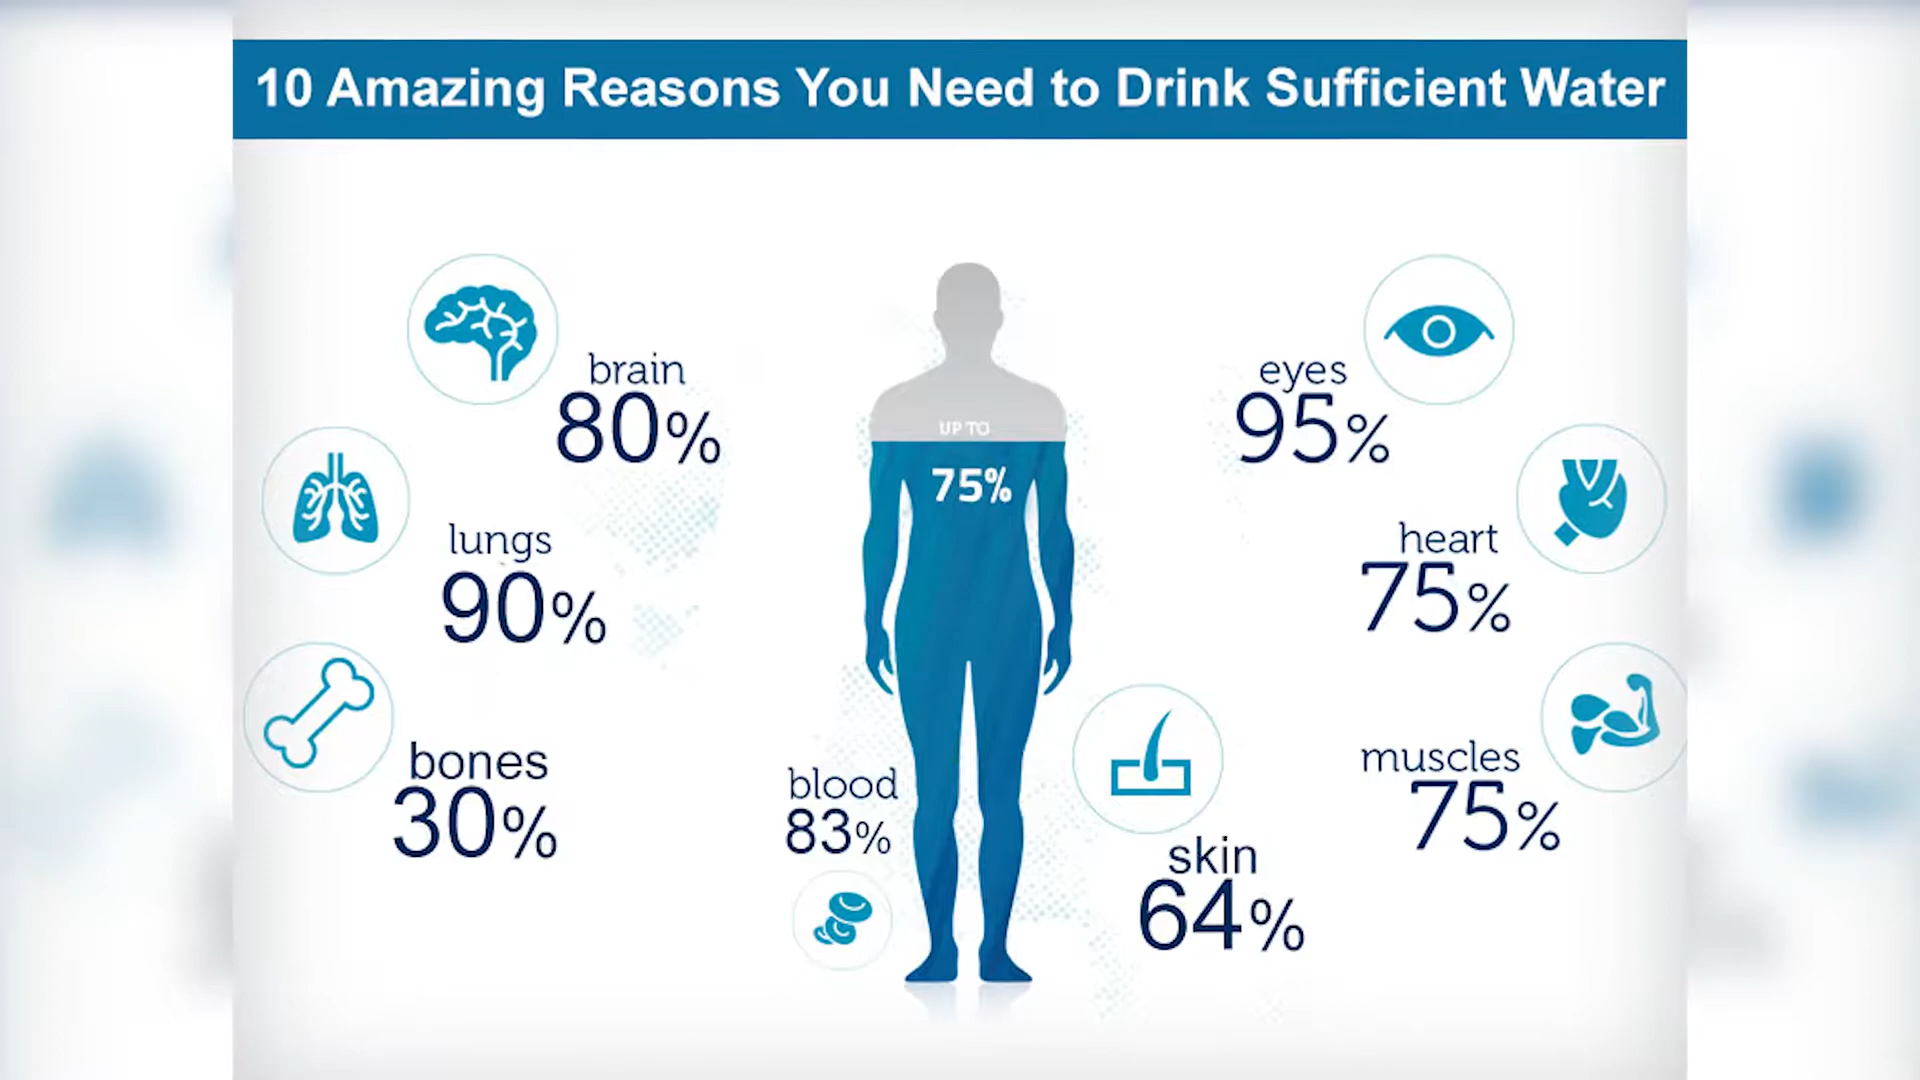 10 Amazing Reasons You Need to Drink Sufficient Water
brain
80%
lungs
90%
bones
30%
UP TO
75%
blood
83%
skin
64%
eyes
95%
heart
75%
muscles
75%